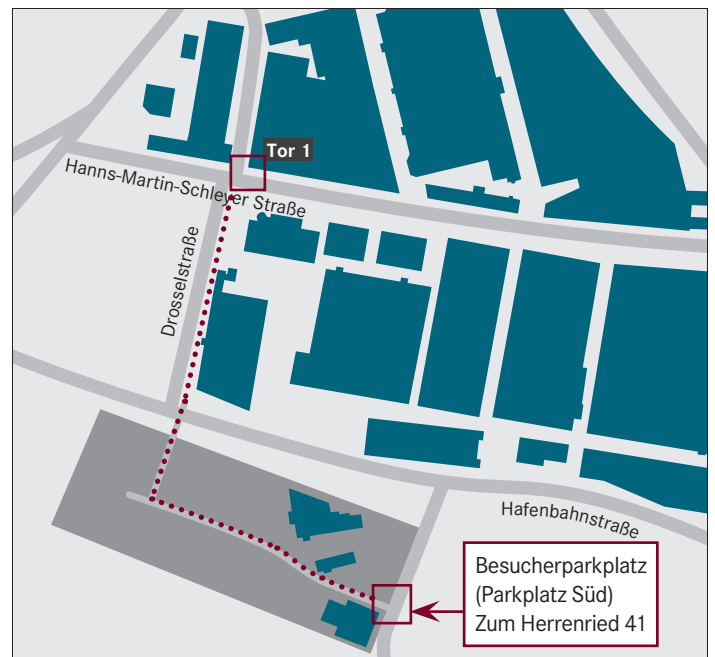 Tor 1
Hanns-Martin-Schleyer Straße
Drosselstraße
Hafenbahnstraße
Besucherparkplatz
(Parkplatz Süd)
Zum Herrenried 41